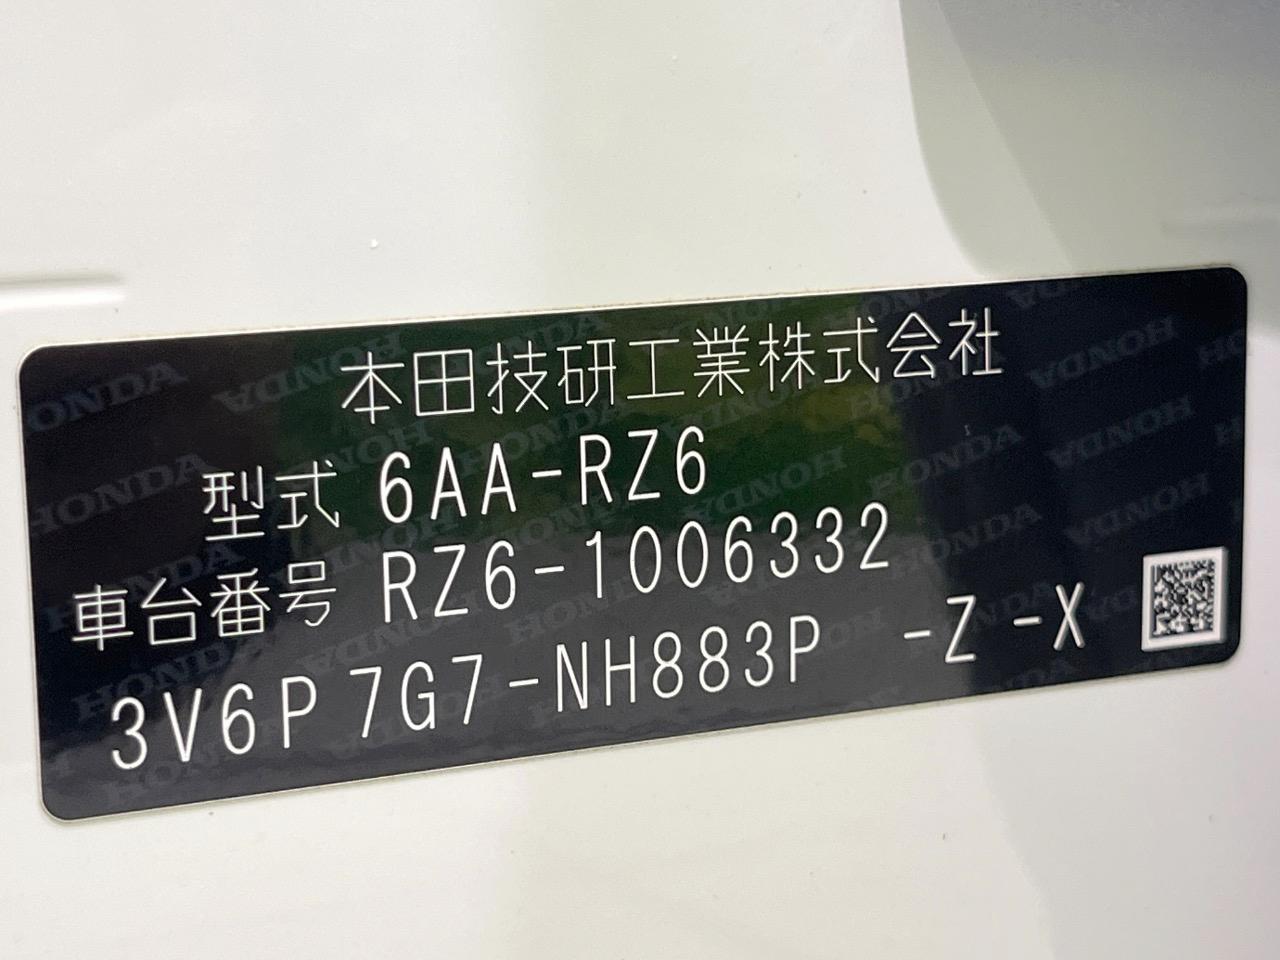 本田技研工業株式会社
型式 6AA-RZ6
車台番号 RZ6-1006332
3V6P 7G7-NH883P -Z -X